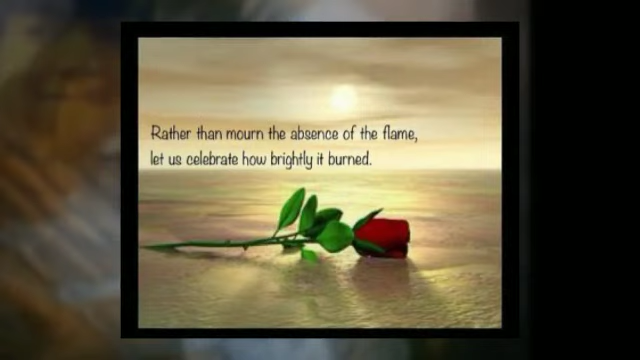 Rather than mourn the absence of the flame,
let us celebrate how brightly it burned.